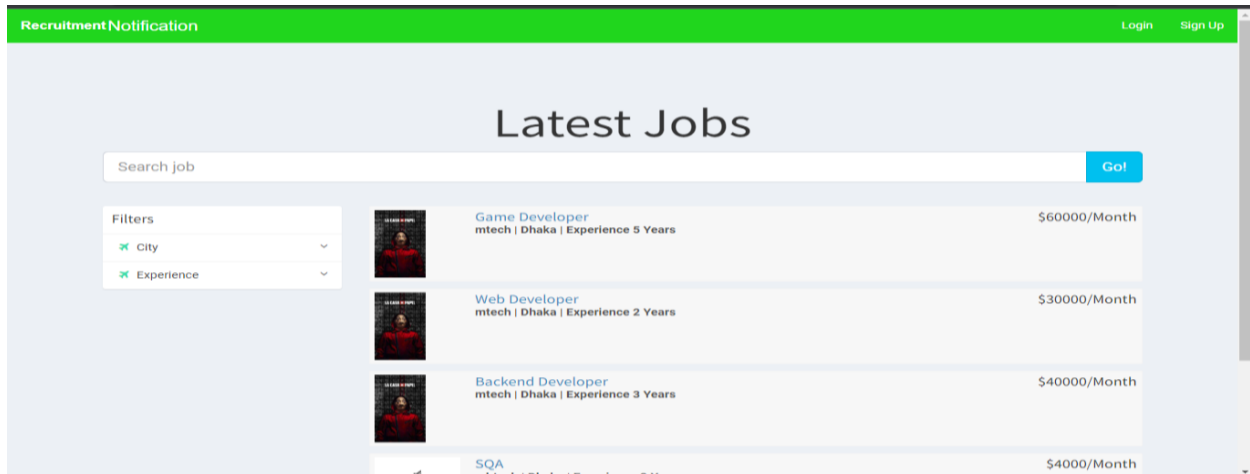 RecruitmentNotification
Login
Sign Up
Latest Jobs
Search job
Go!
Filters
City
Experience
Game Developer
$60000/Month
mtech | Dhaka | Experience 5 Years
Web Developer
$30000/Month
mtech | Dhaka | Experience 2 Years
Backend Developer
$40000/Month
mtech | Dhaka | Experience 3 Years
SQA
$4000/Month